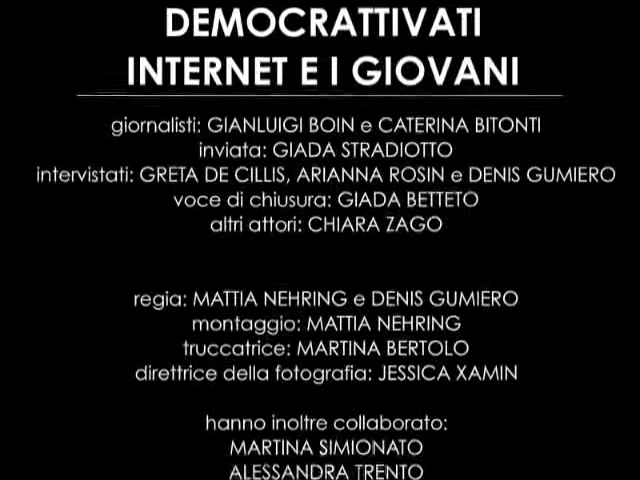 DEMOCRATTIVATI
INTERNET E I GIOVANI
giornalisti: GIANLUIGI BOIN e CATERINA BITONTI
inviata: GIADA STRADIOTTO
intervistati: GRETA DE CILLIS, ARIANNA ROSIN e DENIS GUMIERO
voce di chiusura: GIADA BETTETO
altri attori: CHIARA ZAGO
regia: MATTIA NEHRING e DENIS GUMIERO
montaggio: MATTIA NEHRING
truccatrice: MARTINA BERTOLO
direttrice della fotografia: JESSICA XAMIN
hanno inoltre collaborato:
MARTINA SIMIONATO
ALESSANDRA TRENTO